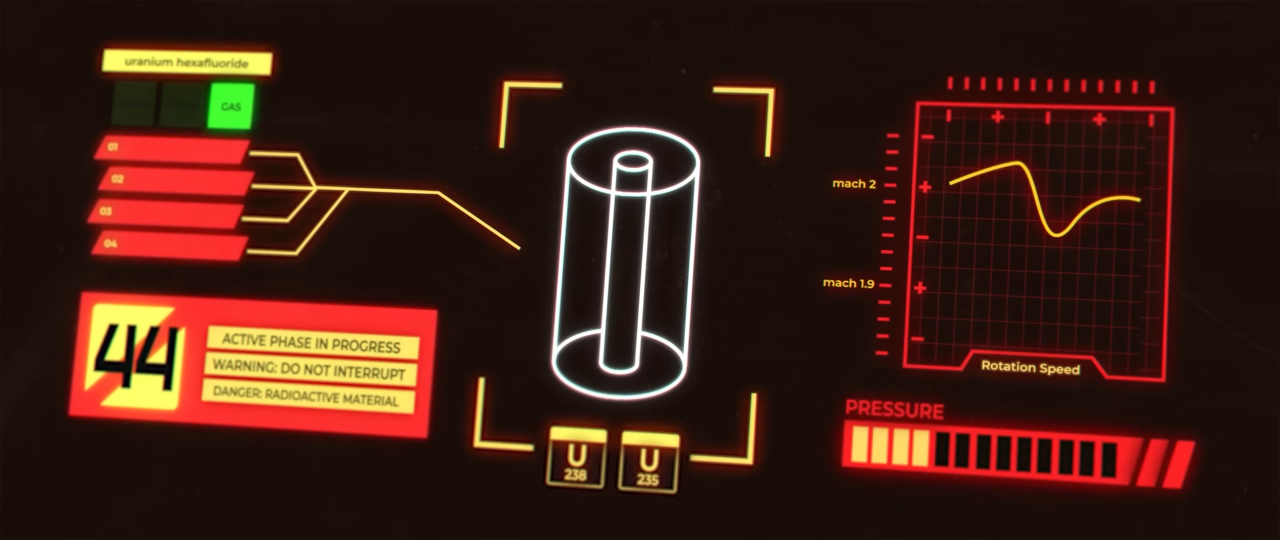 uranium hexafluoride
GAS
01
02
03
04
44
ACTIVE PHASE IN PROGRESS
WARNING: DO NOT INTERRUPT
DANGER: RADIOACTIVE MATERIAL
U
238
U
235
mach 2
mach 1.9
Rotation Speed
PRESSURE